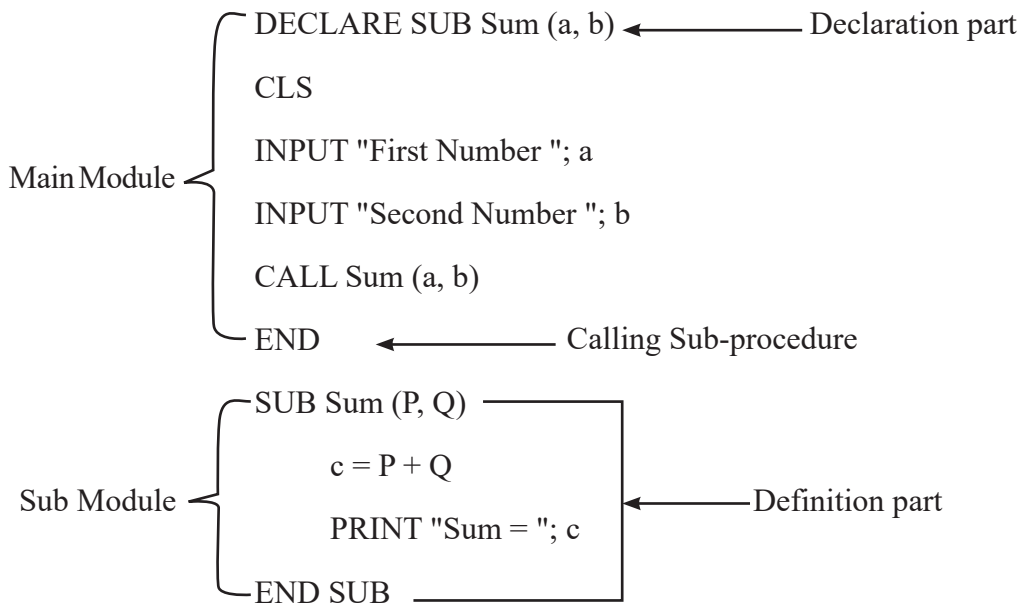 DECLARE SUB Sum (a, b) Declaration part
CLS
INPUT "First Number "; a
Main Module
INPUT "Second Number "; b
CALL Sum (a, b)
END Calling Sub-procedure
SUB Sum (P, Q)
c = P + Q
Sub Module Definition part
PRINT "Sum = "; c
END SUB